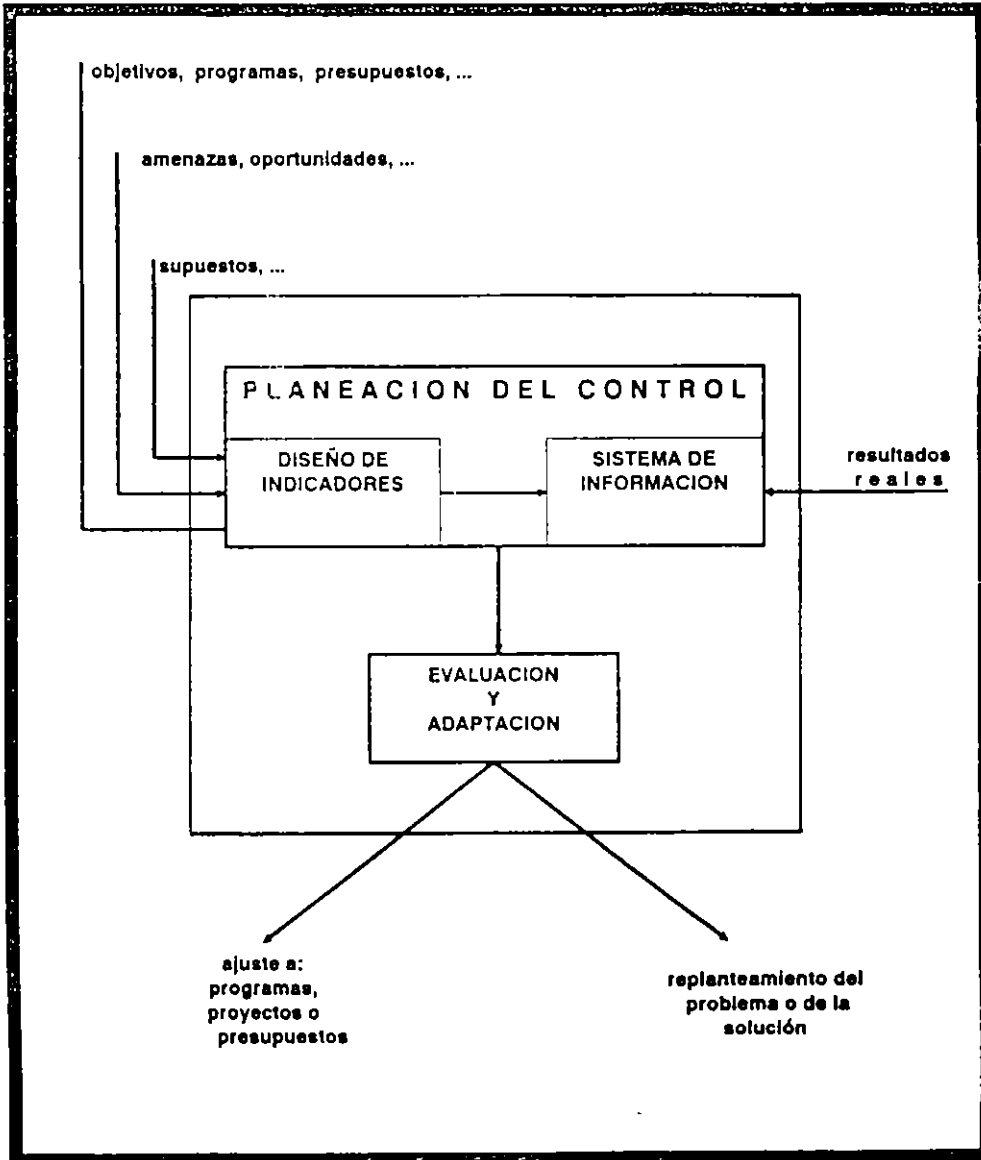 objetivos, programas, presupuestos, ...
amenazas, oportunidades, ...
supuestos, ...
PLANEACION DEL CONTROL
DISEÑO DE
INDICADORES
SISTEMA DE
INFORMACION
resultados
reales
EVALUACION
Y
ADAPTACION
ajuste a:
programas,
proyectos o
presupuestos
replanteamiento del
problema o de la
solución